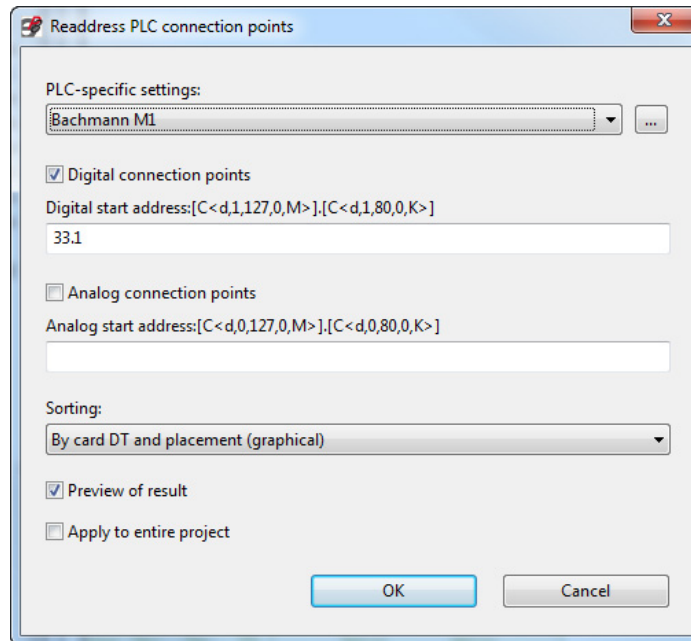 Readdress PLC connection points
PLC-specific settings:
Bachmann M1
...
Digital connection points
Digital start address:[C<d,1,127,0,M>].[C<d,1,80,0,K>]
33.1
Analog connection points
Analog start address:[C<d,0,127,0,M>].[C<d,0,80,0,K>]
Sorting:
By card DT and placement (graphical)
Preview of result
Apply to entire project
OK Cancel